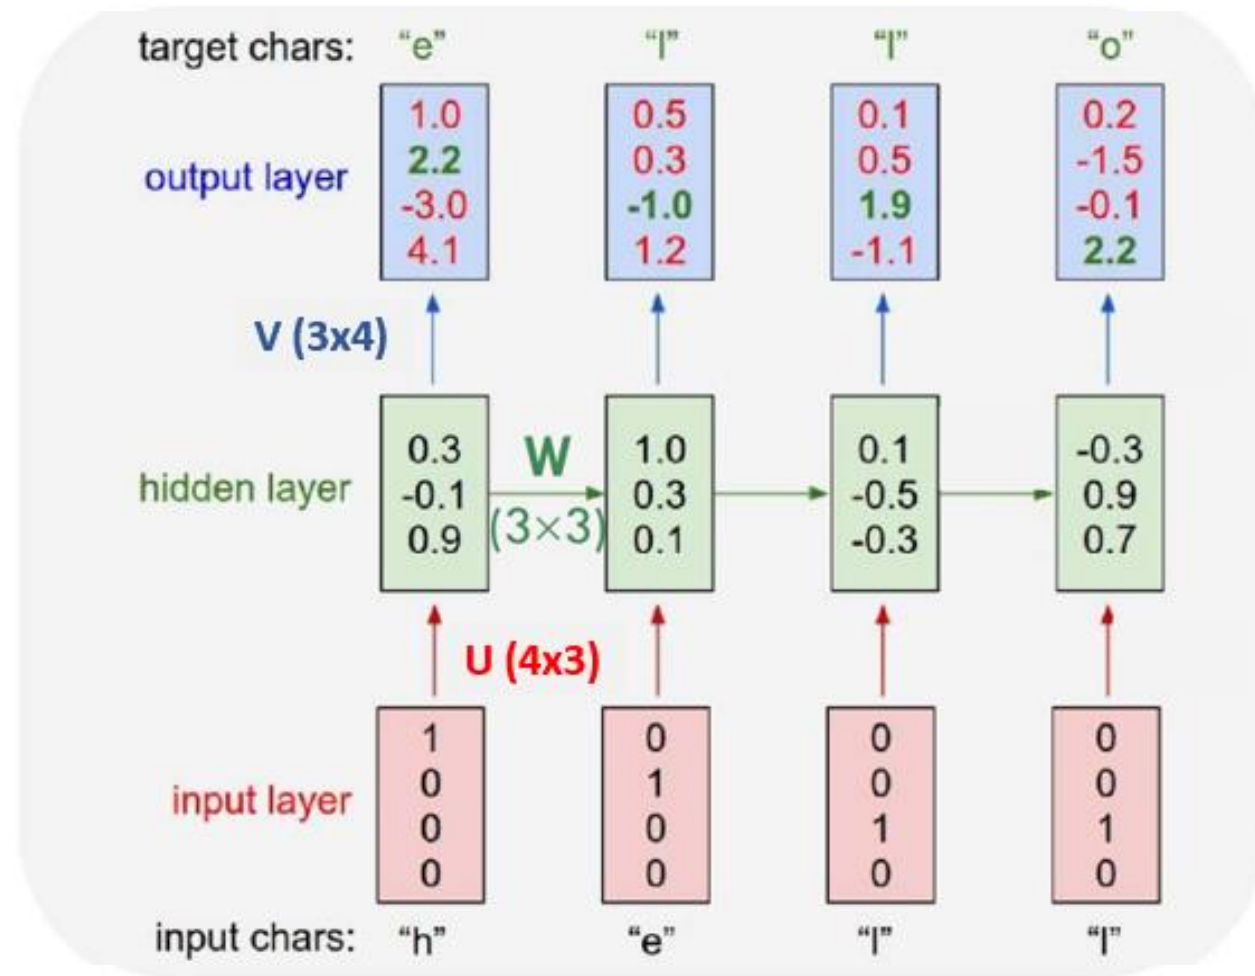 target chars: “e” “l” “l” “o”
output layer
1.0 0.5 0.1 0.2
2.2 0.3 0.5 -1.5
-3.0 -1.0 1.9 -0.1
4.1 1.2 -1.1 2.2
V (3x4)
hidden layer
0.3 1.0 0.1 -0.3
-0.1 0.3 -0.5 0.9
0.9 0.1 -0.3 0.7
W
(3×3)
U (4x3)
input layer
1 0 0 0
0 1 0 0
0 0 1 1
0 0 0 0
input chars: “h” “e” “l” “l”